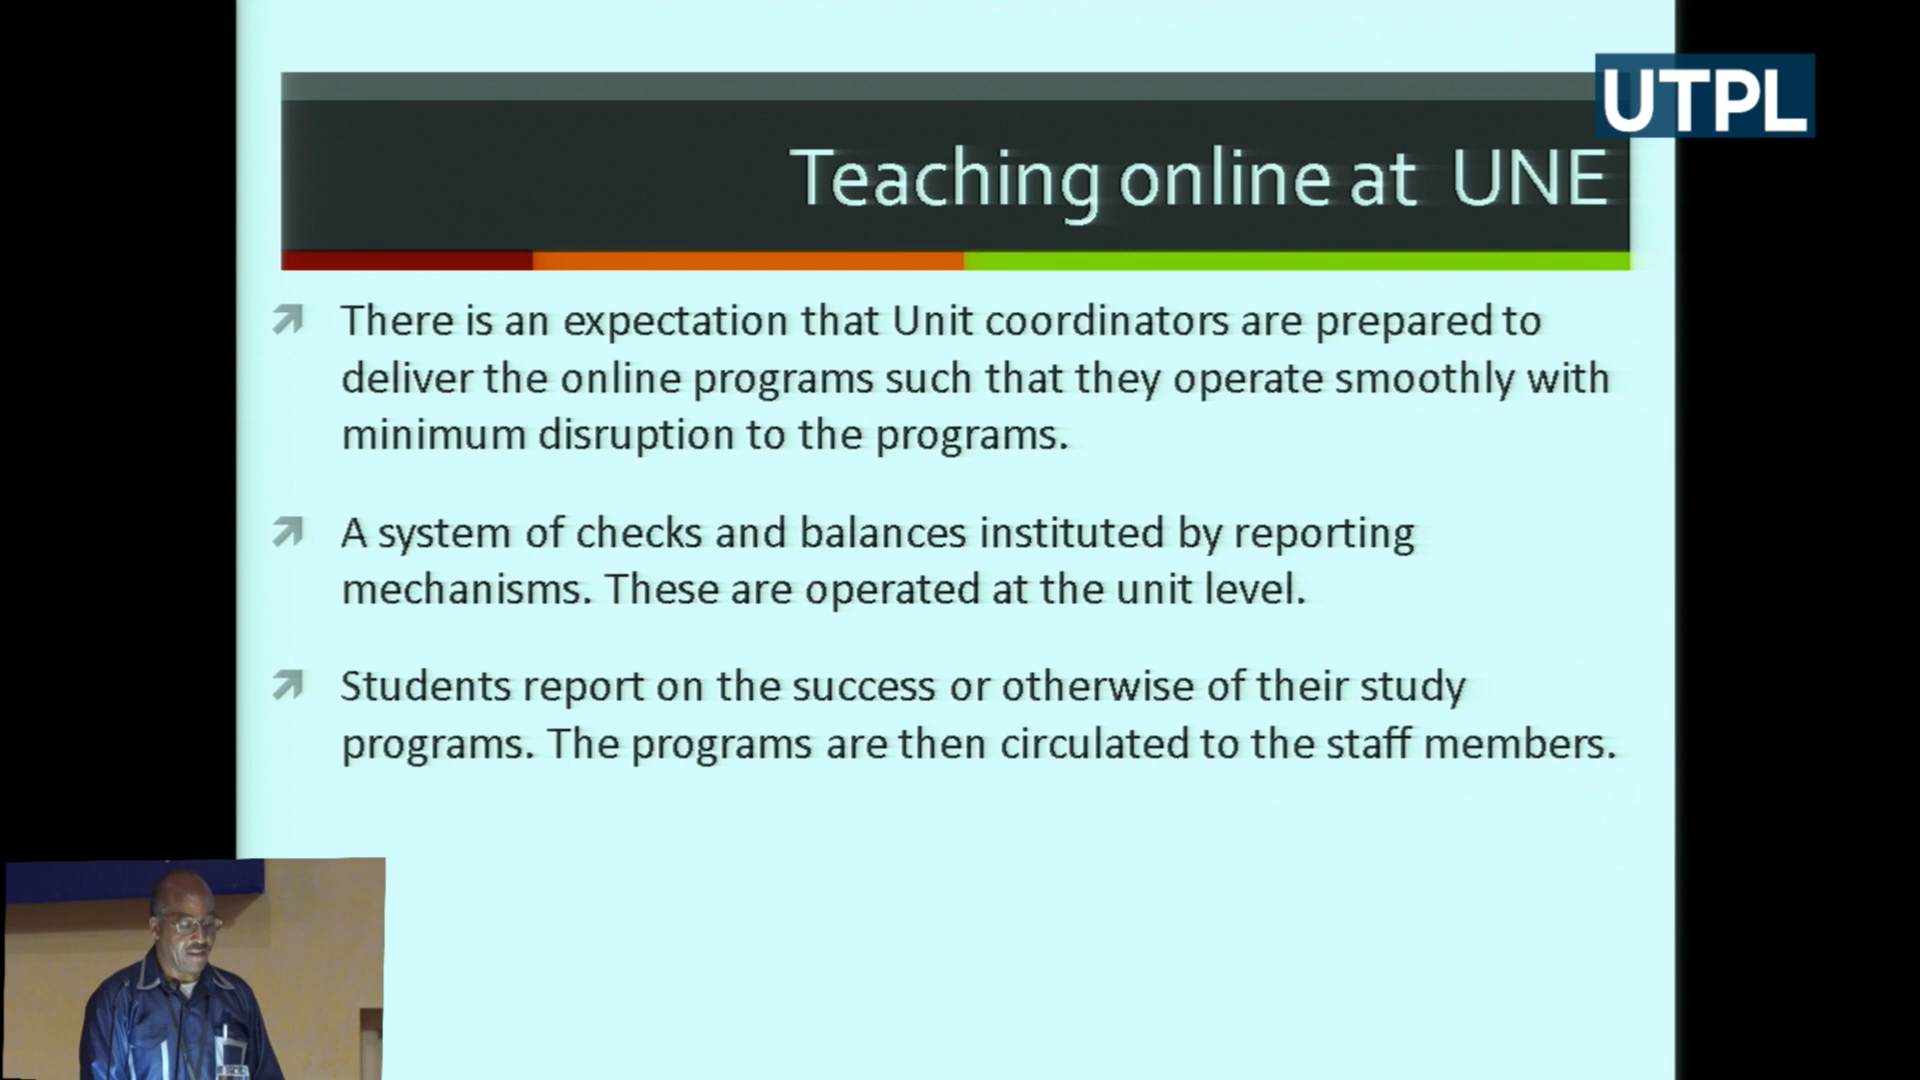 UTPL
Teaching online at UNE
There is an expectation that Unit coordinators are prepared to
deliver the online programs such that they operate smoothly with
minimum disruption to the programs.
A system of checks and balances instituted by reporting
mechanisms. These are operated at the unit level.
Students report on the success or otherwise of their study
programs. The programs are then circulated to the staff members.